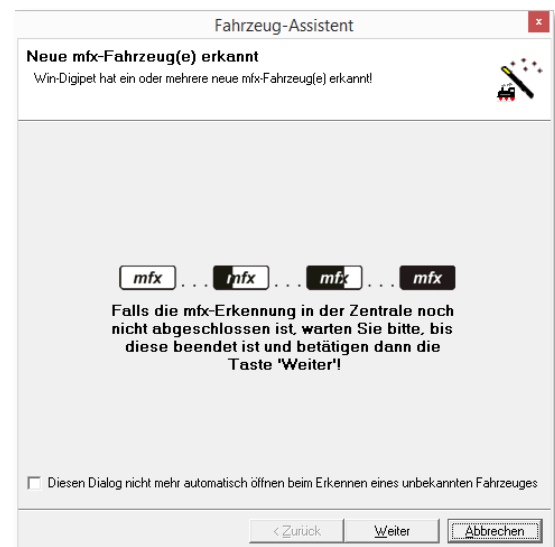 Fahrzeug-Assistent
x
Neue mfx-Fahrzeug(e) erkannt
Win-Digipet hat ein oder mehrere neue mfx-Fahrzeug(e) erkannt!
mfx . . . mfx . . . mfx . . . mfx
Falls die mfx-Erkennung in der Zentrale noch
nicht abgeschlossen ist, warten Sie bitte, bis
diese beendet ist und betätigen dann die
Taste 'Weiter'!
Diesen Dialog nicht mehr automatisch öffnen beim Erkennen eines unbekannten Fahrzeuges
< Zurück Weiter Abbrechen